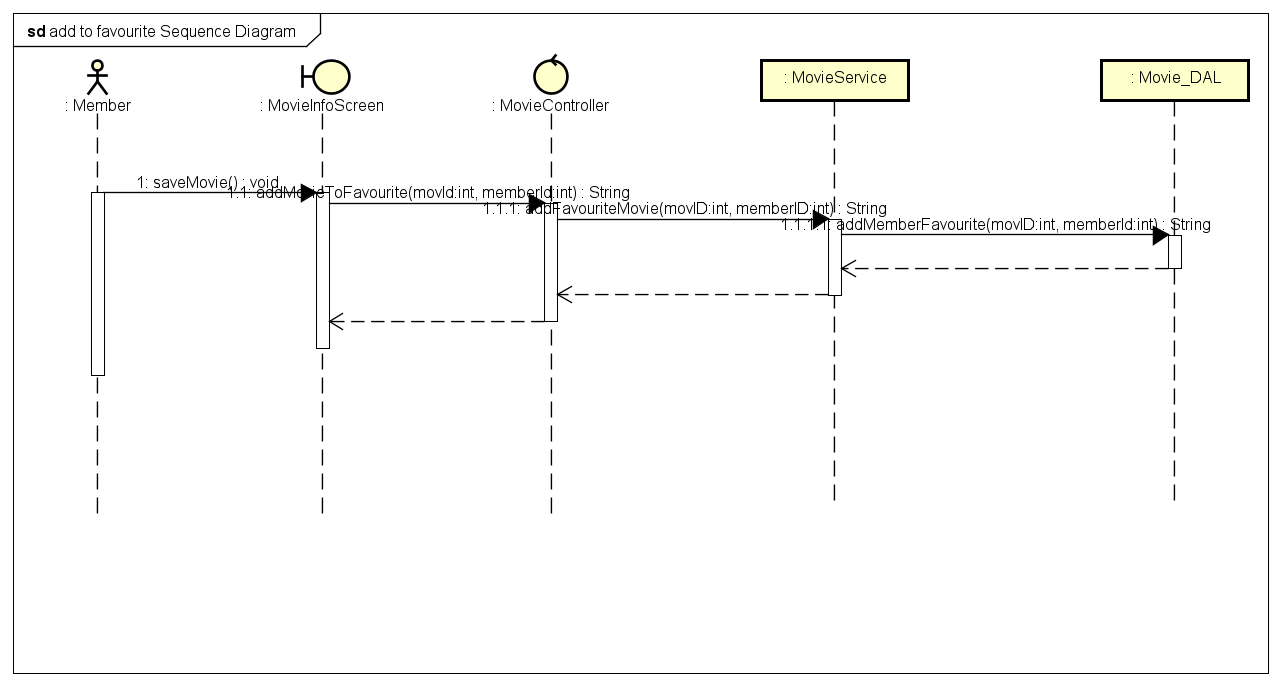 sd add to favourite Sequence Diagram
: Member
: MovieInfoScreen
: MovieController
: MovieService
: Movie_DAL
1: saveMovie() : void
1.1: addMovieToFavourite(movId:int, memberId:int) : String
1.1.1: addFavouriteMovie(movID:int, memberID:int) : String
1.1.1.1: addMemberFavourite(movID:int, memberId:int) : String